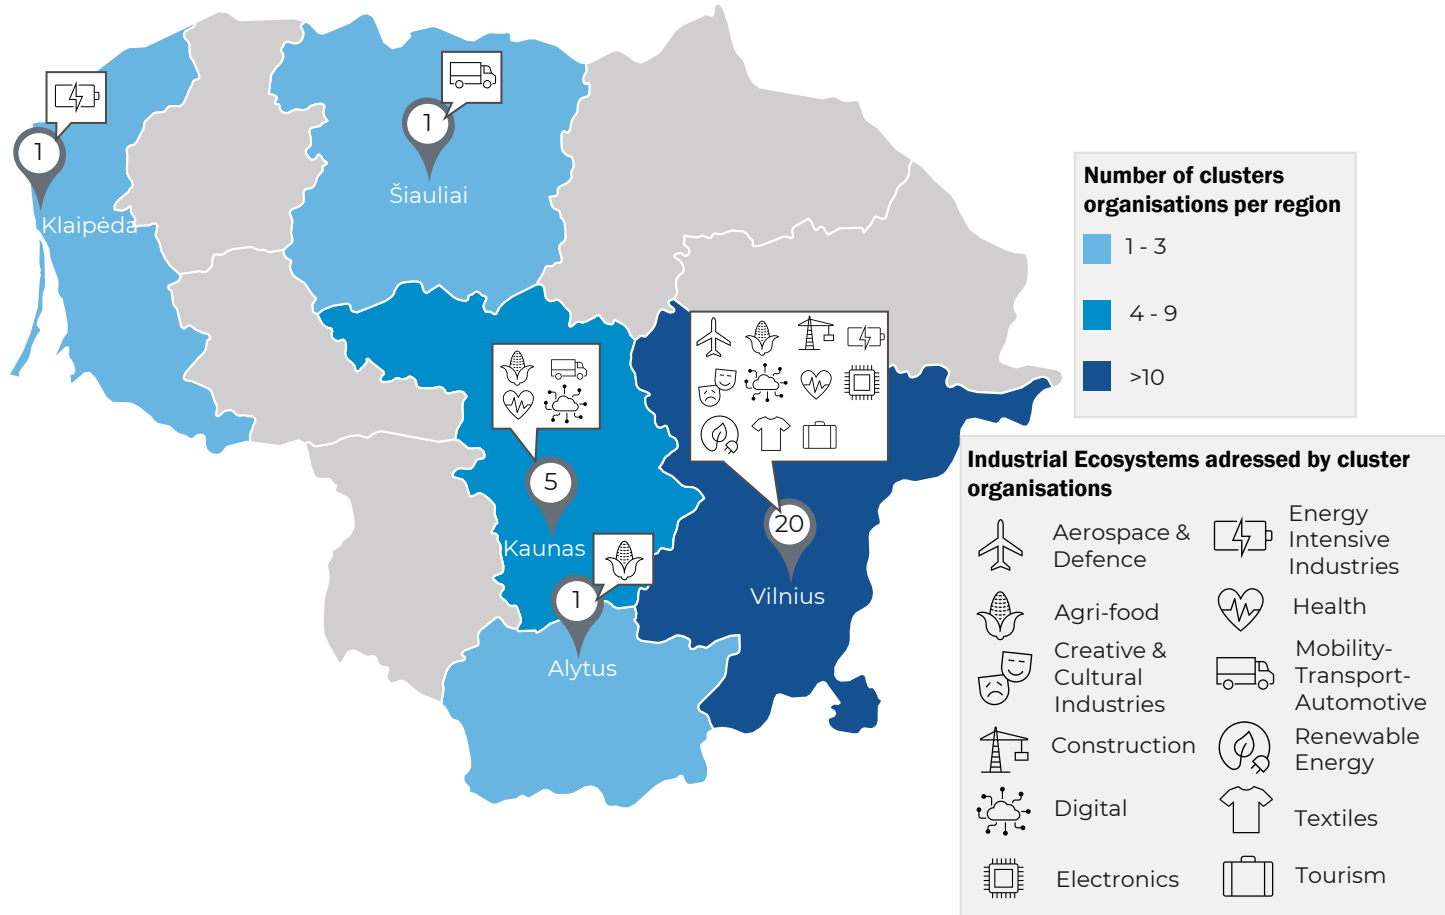 1
Klaipėda
1
Šiauliai
5
Kaunas
1
Alytus
20
Vilnius
Number of clusters
organisations per region
1 - 3
4 - 9
>10
Industrial Ecosystems adressed by cluster
organisations
Aerospace &
Defence
Agri-food
Creative &
Cultural
Industries
Construction
Digital
Electronics
Energy
Intensive
Industries
Health
Mobility-
Transport-
Automotive
Renewable
Energy
Textiles
Tourism